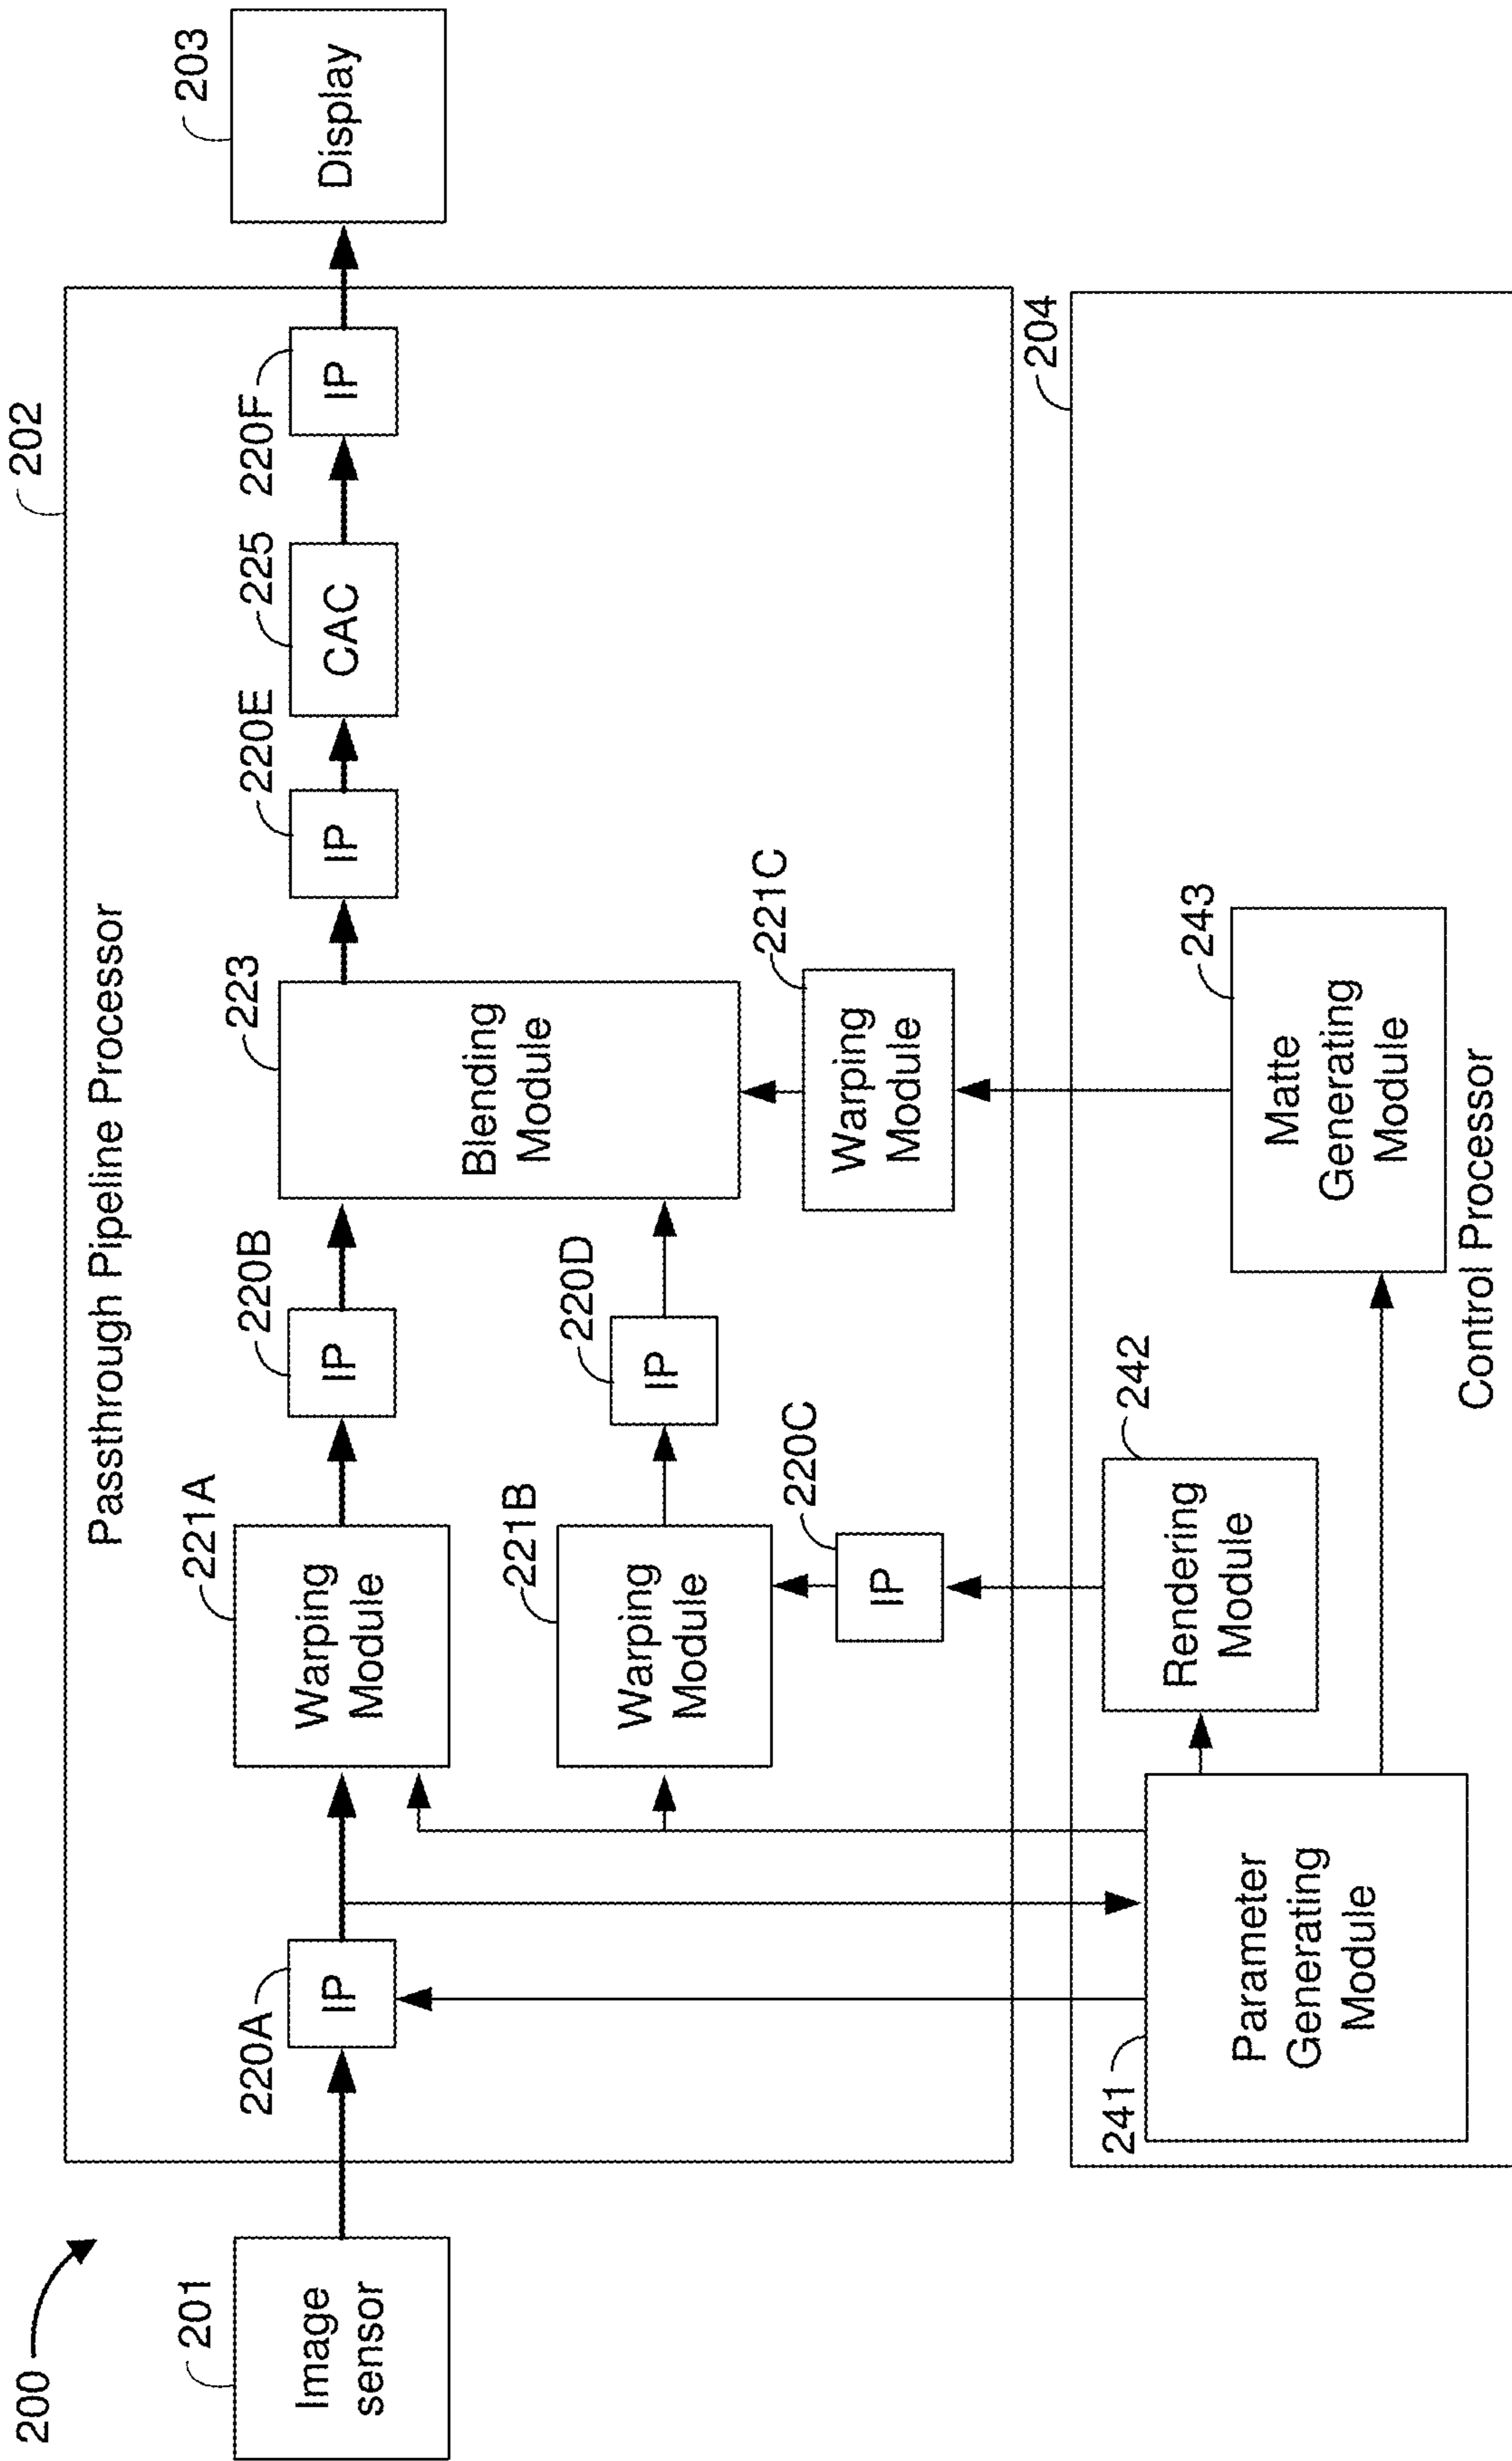 200
201
Image
sensor
202
Passthrough Pipeline Processor
220A
IP
221A
Warping
Module
220B
IP
223
Blending
Module
220E
IP
225
CAC
220F
IP
203
Display
221B
Warping
Module
220D
IP
220C
IP
221C
Warping
Module
204
241
Parameter
Generating
Module
242
Rendering
Module
243
Matte
Generating
Module
Control Processor